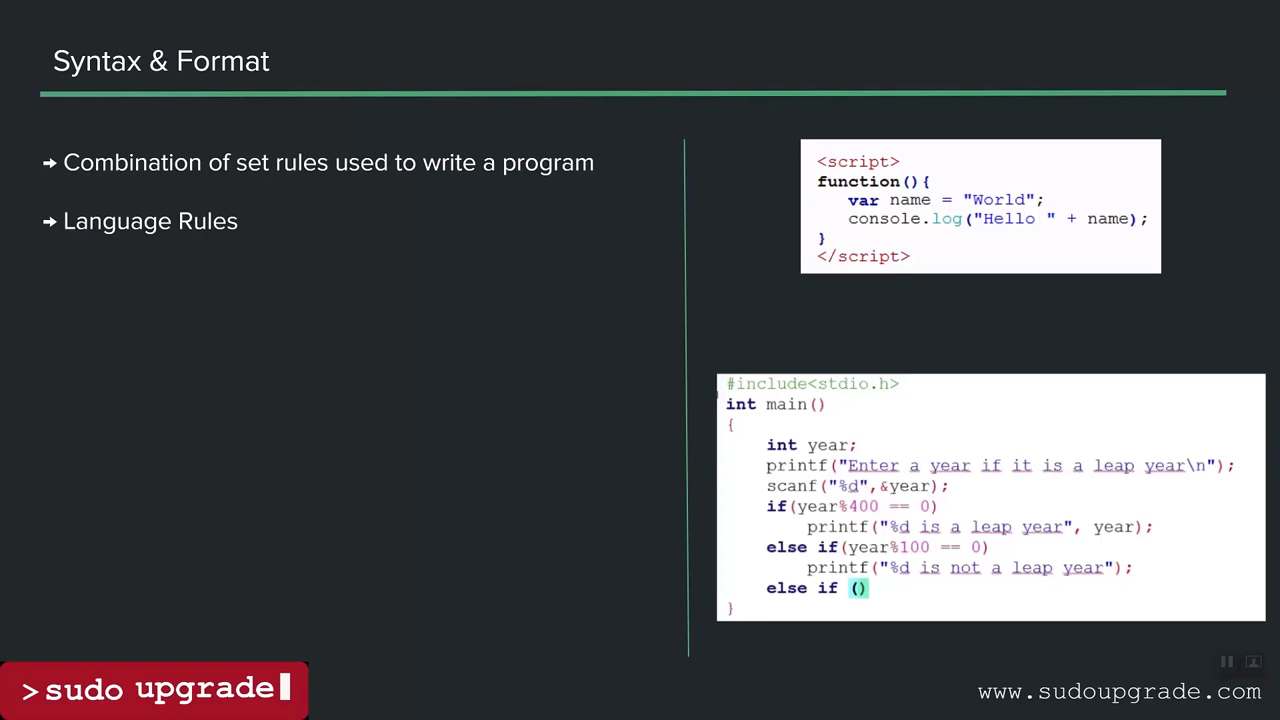 Syntax & Format
→ Combination of set rules used to write a program
→ Language Rules
<script>
function(){
var name = "World";
console.log("Hello " + name);
}
</script>
#include<stdio.h>
int main()
{
int year;
printf("Enter a year if it is a leap year\n");
scanf("%d",&year);
if(year%400 == 0)
printf("%d is a leap year", year);
else if(year%100 == 0)
printf("%d is not a leap year");
else if ()
}
>sudo upgrade
www.sudoupgrade.com